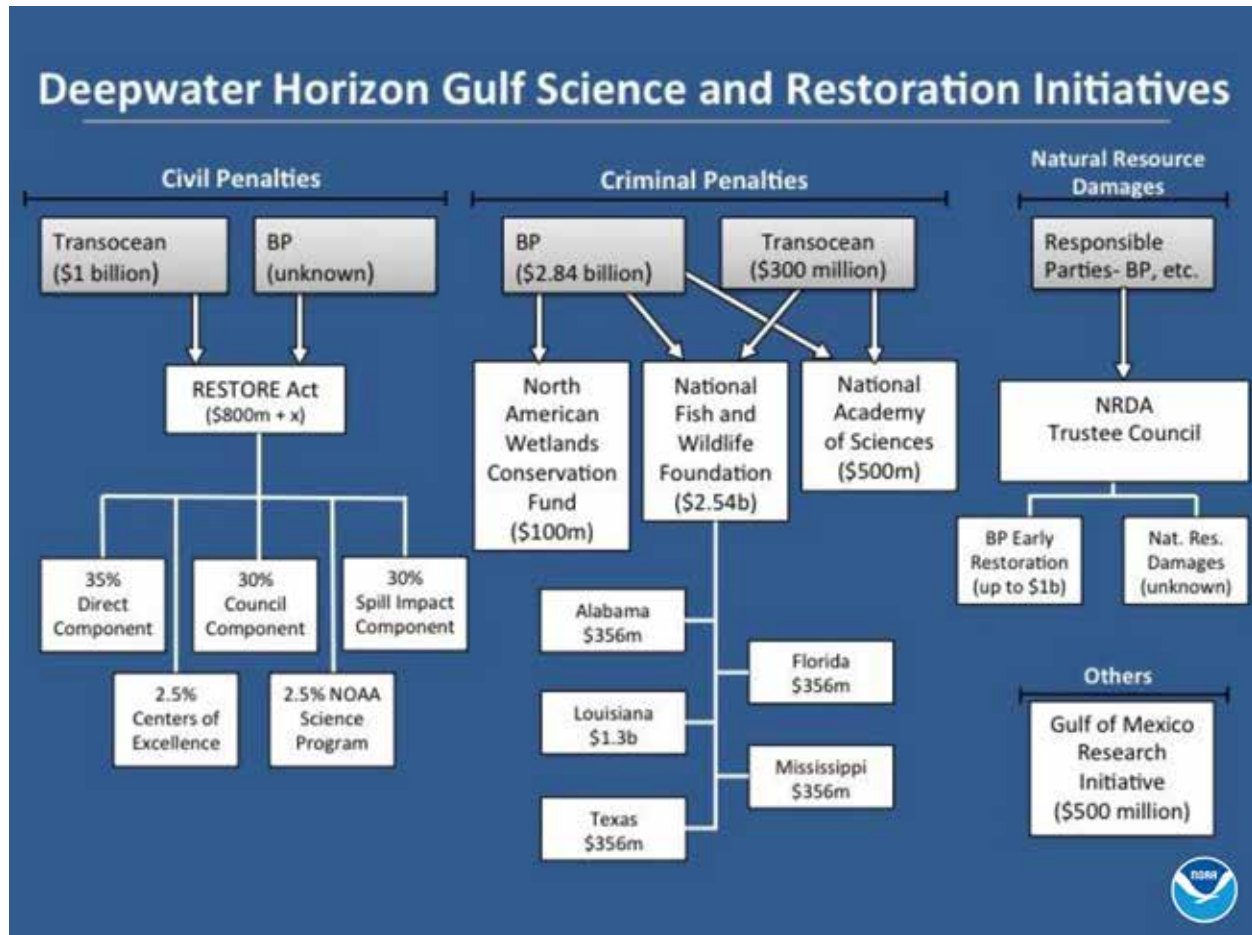 Deepwater Horizon Gulf Science and Restoration Initiatives
Civil Penalties
Transocean
($1 billion)
BP
(unknown)
RESTORE Act
($800m + x)
35%
Direct
Component
30%
Council
Component
30%
Spill Impact
Component
2.5%
Centers of
Excellence
2.5% NOAA
Science
Program
Criminal Penalties
BP
($2.84 billion)
Transocean
($300 million)
North
American
Wetlands
Conservation
Fund
($100m)
National
Fish and
Wildlife
Foundation
($2.54b)
National
Academy
of Sciences
($500m)
Alabama
$356m
Florida
$356m
Louisiana
$1.3b
Mississippi
$356m
Texas
$356m
Natural Resource
Damages
Responsible
Parties- BP, etc.
NRDA
Trustee Council
BP Early
Restoration
(up to $1b)
Nat. Res.
Damages
(unknown)
Others
Gulf of Mexico
Research
Initiative
($500 million)
NOAA